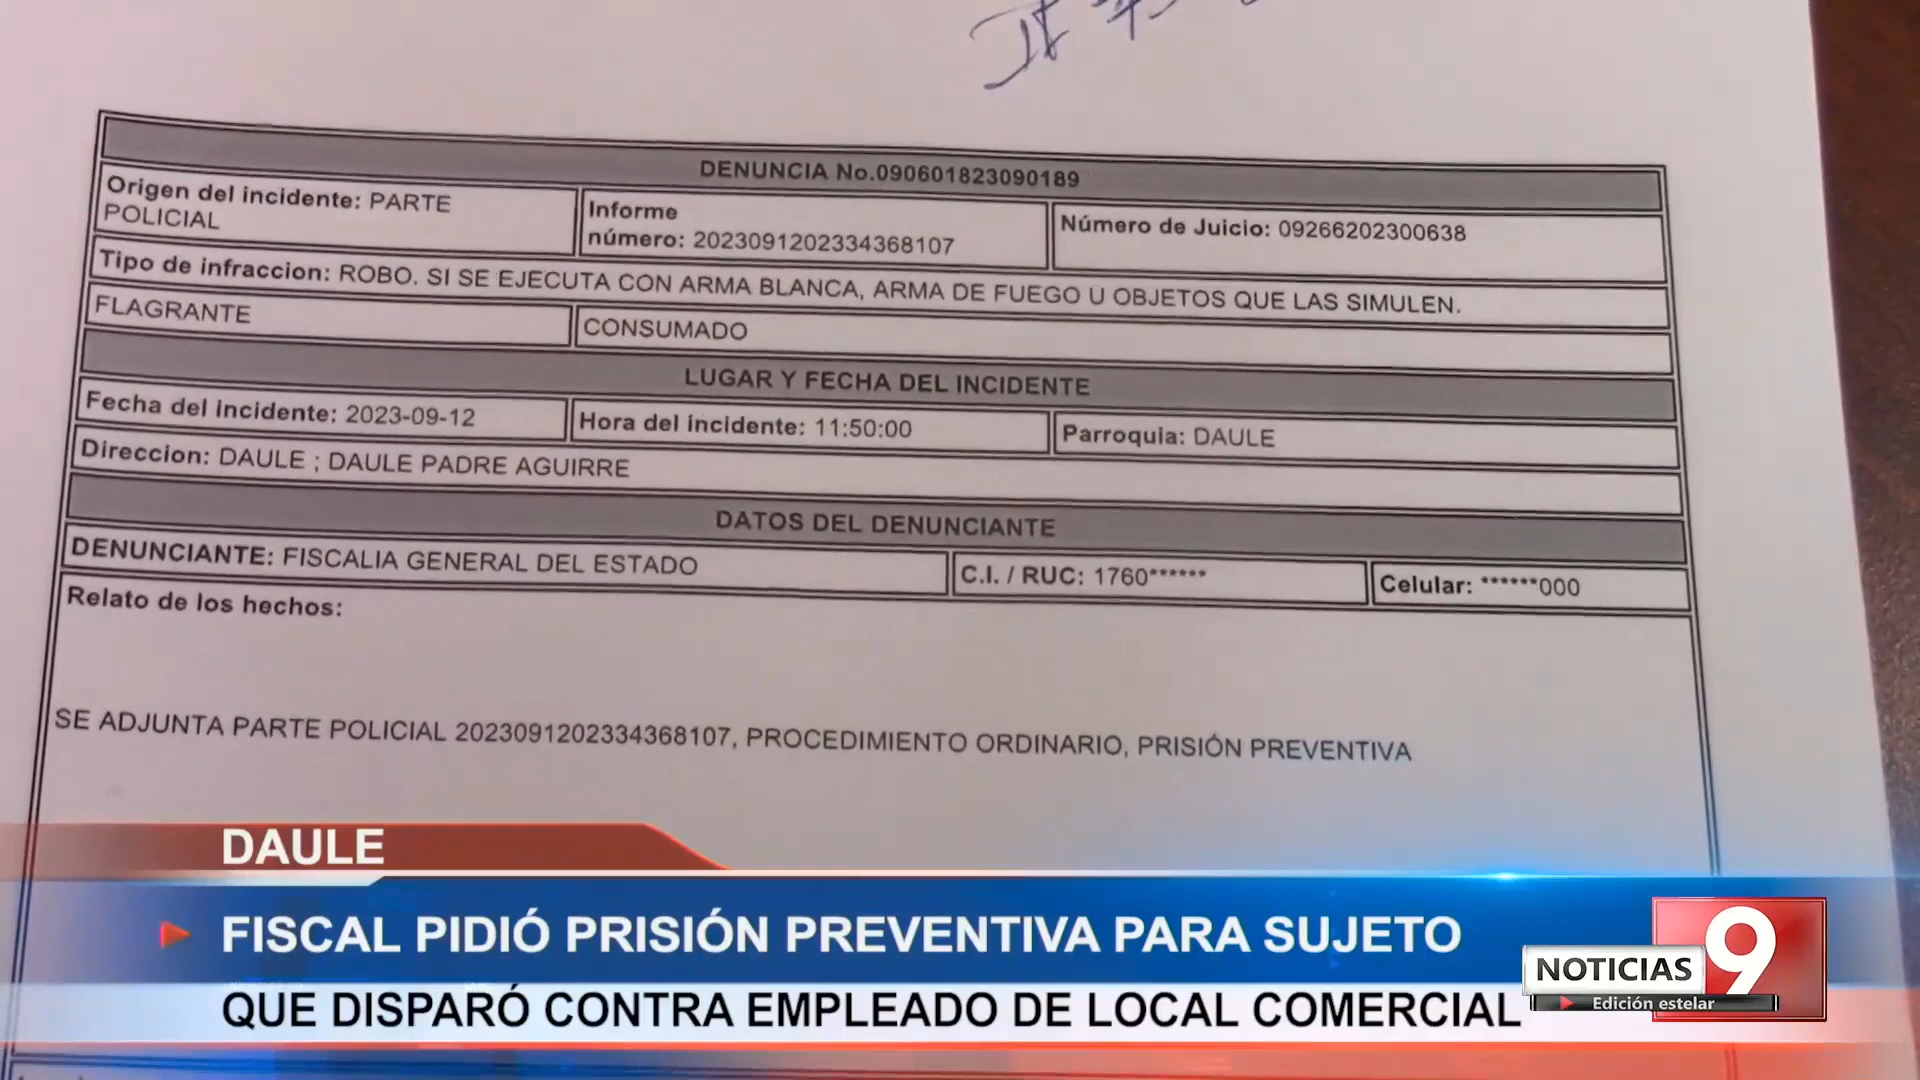 DENUNCIA No.090601823090189
Origen del incidente: PARTE
POLICIAL
Informe
número: 2023091202334368107
Número de Juicio: 09266202300638
Tipo de infraccion: ROBO. SI SE EJECUTA CON ARMA BLANCA, ARMA DE FUEGO U OBJETOS QUE LAS SIMULEN.
FLAGRANTE
CONSUMADO
LUGAR Y FECHA DEL INCIDENTE
Fecha del incidente: 2023-09-12
Hora del incidente: 11:50:00
Parroquia: DAULE
Direccion: DAULE ; DAULE PADRE AGUIRRE
DATOS DEL DENUNCIANTE
DENUNCIANTE: FISCALIA GENERAL DEL ESTADO
C.I. / RUC: 1760******
Celular: ******000
Relato de los hechos:
SE ADJUNTA PARTE POLICIAL 2023091202334368107, PROCEDIMIENTO ORDINARIO, PRISIÓN PREVENTIVA
DAULE
FISCAL PIDIÓ PRISIÓN PREVENTIVA PARA SUJETO
QUE DISPARÓ CONTRA EMPLEADO DE LOCAL COMERCIAL
NOTICIAS 9
Edición estelar